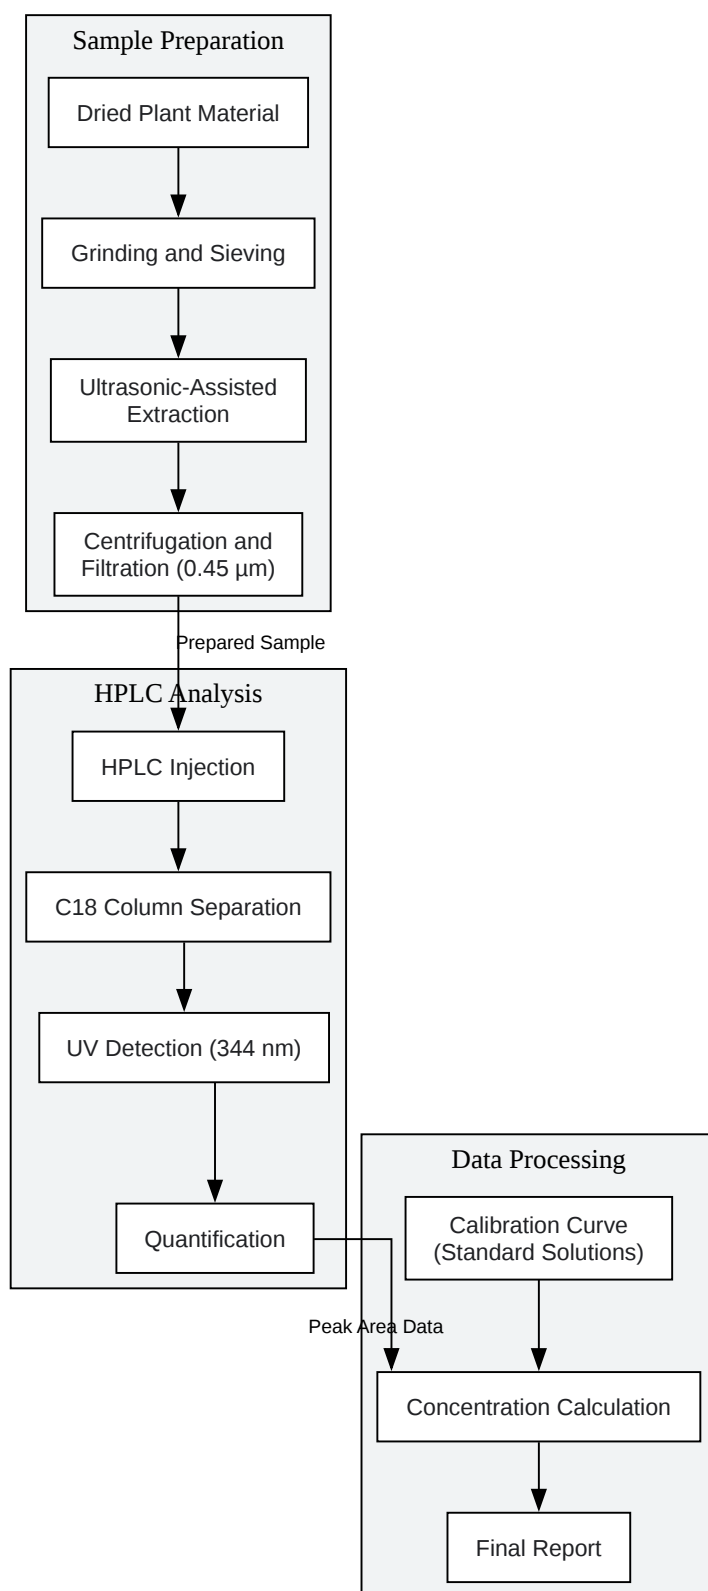 Sample Preparation
Dried Plant Material
Grinding and Sieving
Ultrasonic-Assisted
Extraction
Centrifugation and
Filtration (0.45 µm)
Prepared Sample
HPLC Analysis
HPLC Injection
C18 Column Separation
UV Detection (344 nm)
Quantification
Peak Area Data
Data Processing
Calibration Curve
(Standard Solutions)
Concentration Calculation
Final Report